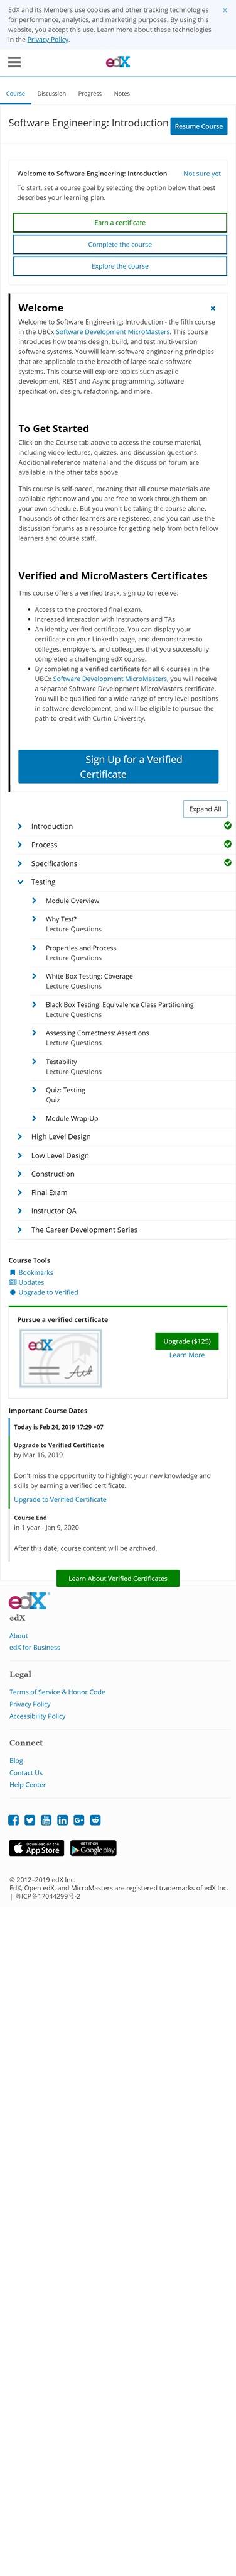 EdX and its Members use cookies and other tracking technologies
for performance, analytics, and marketing purposes. By using this
website, you accept this use. Learn more about these technologies
in the Privacy Policy.
×
edX
Course Discussion Progress Notes
Software Engineering: Introduction
Resume Course
Welcome to Software Engineering: Introduction
Not sure yet
To start, set a course goal by selecting the option below that best
describes your learning plan.
Earn a certificate
Complete the course
Explore the course
Welcome
Welcome to Software Engineering: Introduction - the fifth course
in the UBCx Software Development MicroMasters. This course
introduces how teams design, build, and test multi-version
software systems. You will learn software engineering principles
that are applicable to the breadth of large-scale software
systems. This course will explore topics such as agile
development, REST and Async programming, software
specification, design, refactoring, and more.
To Get Started
Click on the Course tab above to access the course material,
including video lectures, quizzes, and discussion questions.
Additional reference material and the discussion forum are
available in the other tabs above.
This course is self-paced, meaning that all course materials are
available right now and you are free to work through them on
your own schedule. But you won't be taking the course alone.
Thousands of other learners are registered, and you can use the
discussion forums as a resource for getting help from both fellow
learners and course staff.
Verified and MicroMasters Certificates
This course offers a verified track, sign up to receive:
• Access to the proctored final exam.
• Increased interaction with instructors and TAs
• An identity verified certificate. You can display your
certificate on your LinkedIn page, and demonstrates to
colleges, employers, and colleagues that you successfully
completed a challenging edX course.
• By completing a verified certificate for all 6 courses in the
UBCx Software Development MicroMasters, you will receive
a separate Software Development MicroMasters certificate.
You will be qualified for a wide range of entry level positions
in software development, and will be eligible to pursue the
path to credit with Curtin University.
Sign Up for a Verified
Certificate
Expand All
Introduction
Process
Specifications
Testing
Module Overview
Why Test?
Lecture Questions
Properties and Process
Lecture Questions
White Box Testing: Coverage
Lecture Questions
Black Box Testing: Equivalence Class Partitioning
Lecture Questions
Assessing Correctness: Assertions
Lecture Questions
Testability
Lecture Questions
Quiz: Testing
Quiz
Module Wrap-Up
High Level Design
Low Level Design
Construction
Final Exam
Instructor QA
The Career Development Series
Course Tools
Bookmarks
Updates
Upgrade to Verified
Pursue a verified certificate
edX
Upgrade ($125)
Learn More
Important Course Dates
Today is Feb 24, 2019 17:29 +07
Upgrade to Verified Certificate
by Mar 16, 2019
Don't miss the opportunity to highlight your new knowledge and
skills by earning a verified certificate.
Upgrade to Verified Certificate
Course End
in 1 year - Jan 9, 2020
After this date, course content will be archived.
Learn About Verified Certificates
edX
edX
About
edX for Business
Legal
Terms of Service & Honor Code
Privacy Policy
Accessibility Policy
Connect
Blog
Contact Us
Help Center
Download on the App Store
GET IT ON Google play
© 2012–2019 edX Inc.
EdX, Open edX, and MicroMasters are registered trademarks of edX Inc.
| 粤ICP备17044299号-2